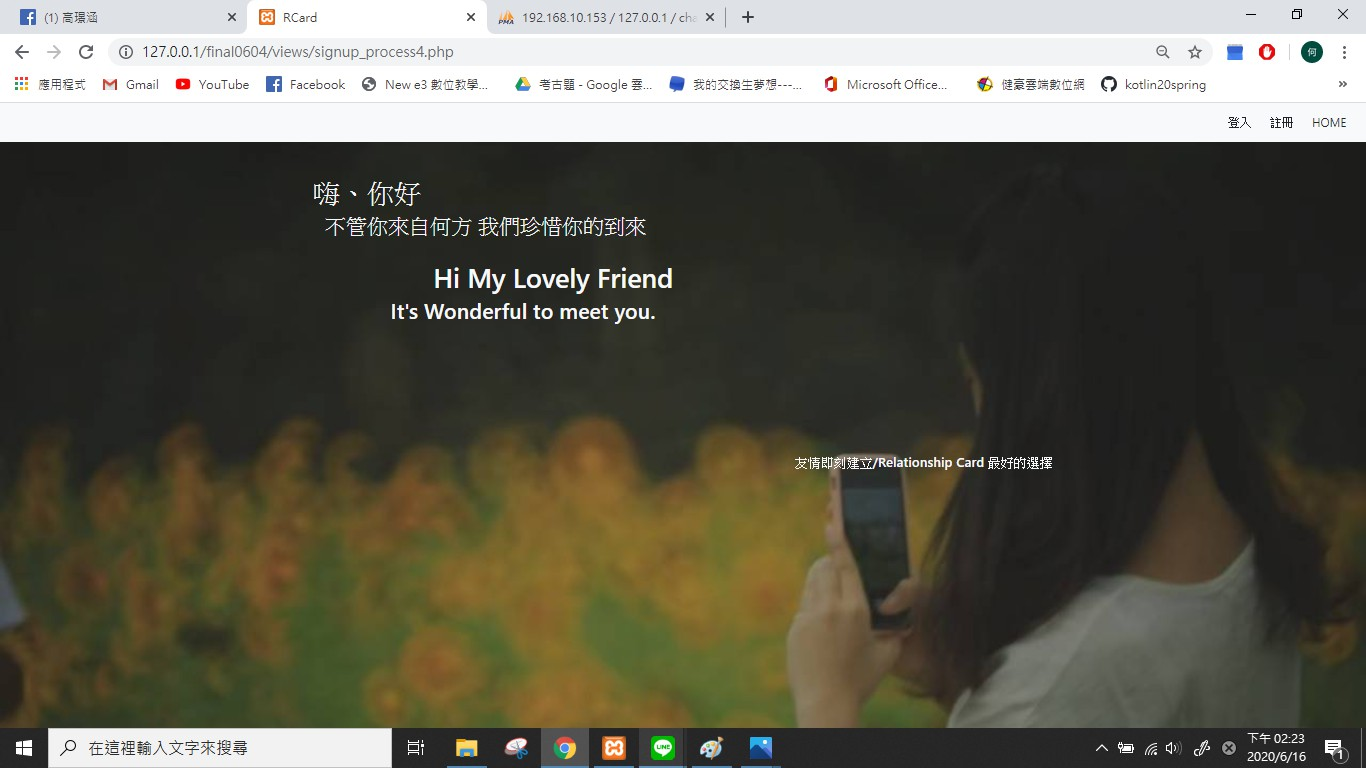 (1) 高環涵
RCard
192.168.10.153 / 127.0.0.1 / cha
127.0.0.1/final0604/views/signup_process4.php
何
應用程式
Gmail
YouTube
Facebook
New e3 數位教學...
考古題 - Google 雲...
我的交換生夢想---...
Microsoft Office...
健豪雲端數位網
kotlin20spring
»
登入 註冊 HOME
嗨、你好
不管你來自何方 我們珍惜你的到來
Hi My Lovely Friend
It's Wonderful to meet you.
友情即刻建立/Relationship Card 最好的選擇
在這裡輸入文字來搜尋
LINE
下午 02:23
2020/6/16
1